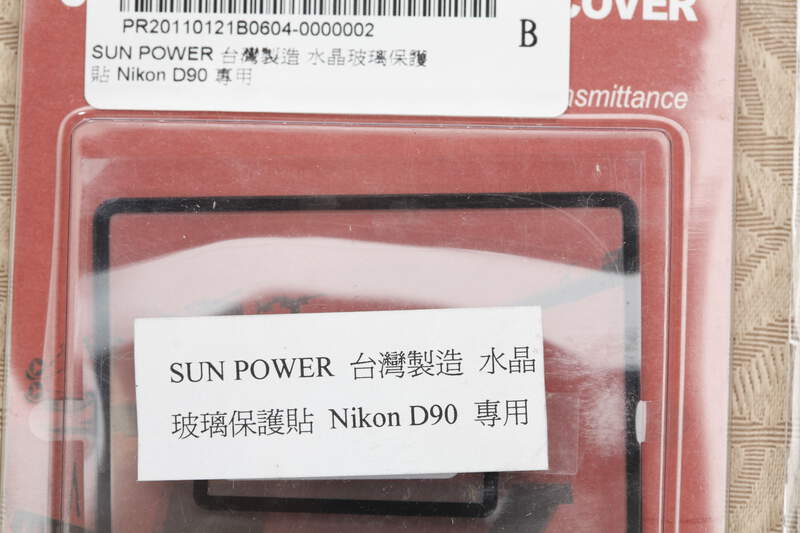 COVER
PR20110121B0604-0000002
B
SUN POWER 台灣製造 水晶玻璃保護
貼 Nikon D90 專用
SUN POWER 台灣製造 水晶
玻璃保護貼 Nikon D90 專用